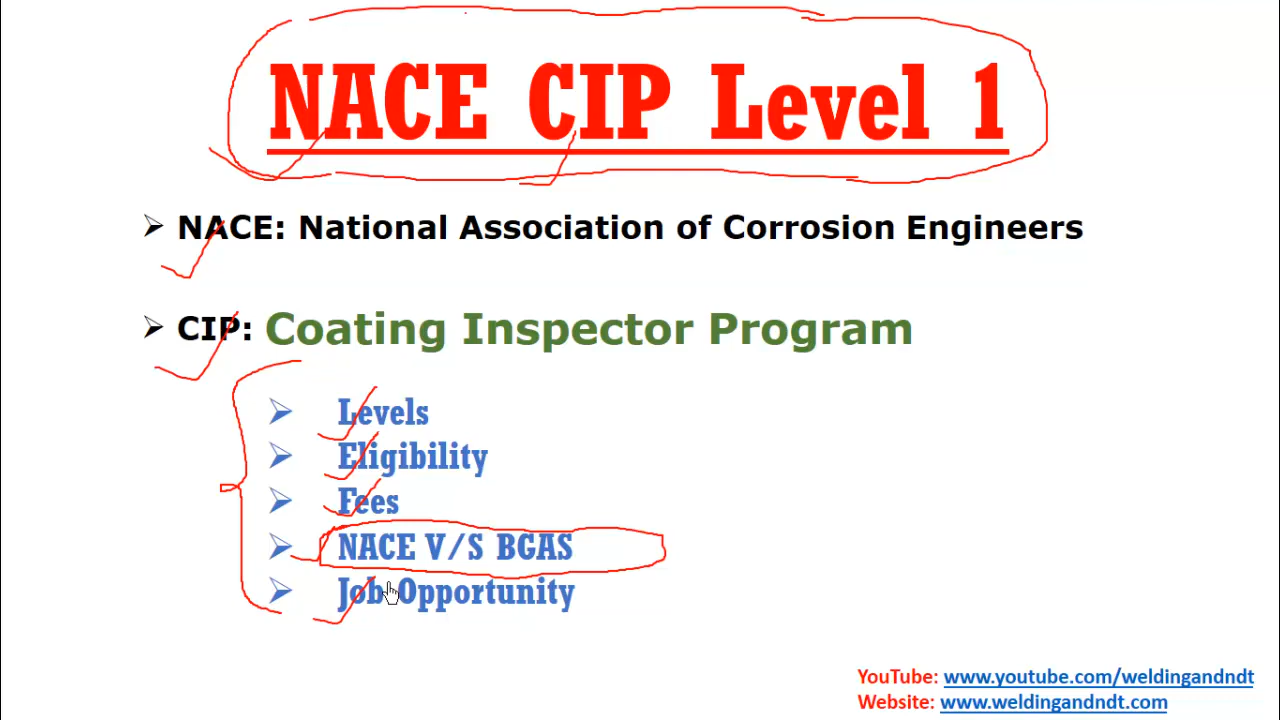 NACE CIP Level 1
NACE: National Association of Corrosion Engineers
CIP: Coating Inspector Program
Levels
Eligibility
Fees
NACE V/S BGAS
Job Opportunity
YouTube: www.youtube.com/weldingandndt
Website: www.weldingandndt.com